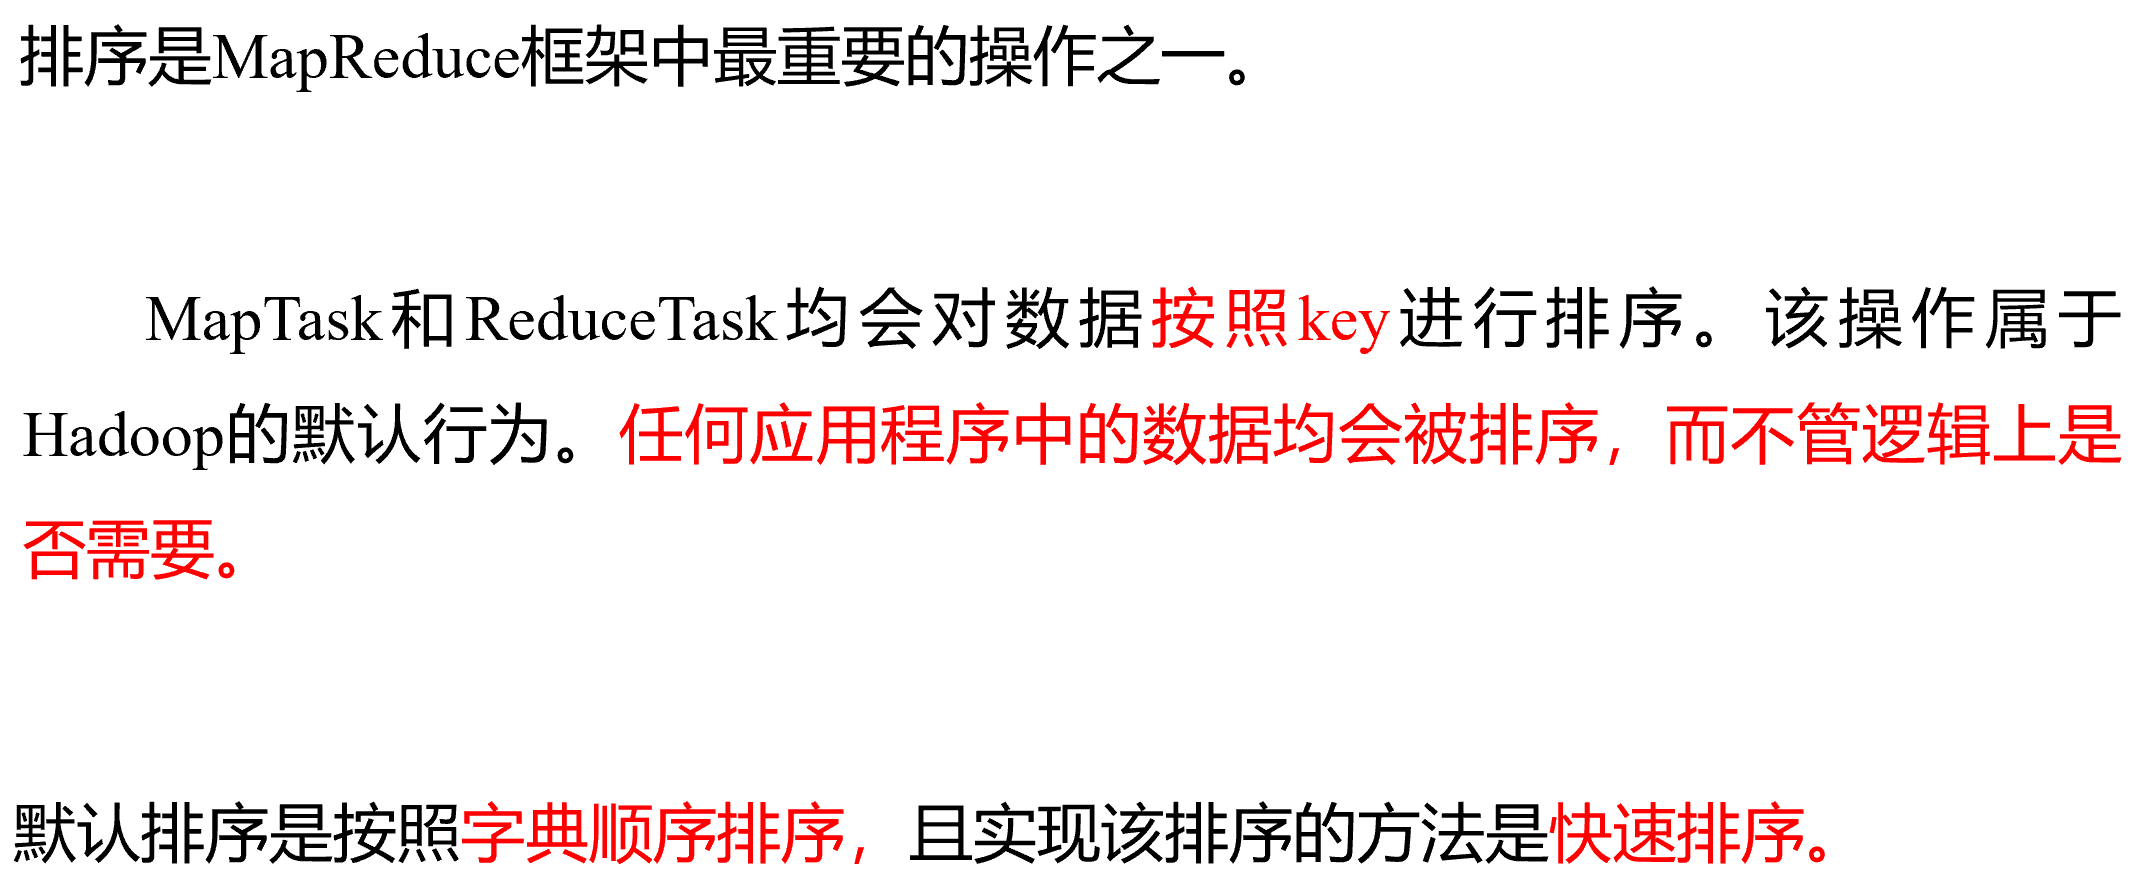 排序是MapReduce框架中最重要的操作之一。
MapTask和ReduceTask均会对数据按照key进行排序。该操作属于
Hadoop的默认行为。任何应用程序中的数据均会被排序，而不管逻辑上是
否需要。
默认排序是按照字典顺序排序，且实现该排序的方法是快速排序。